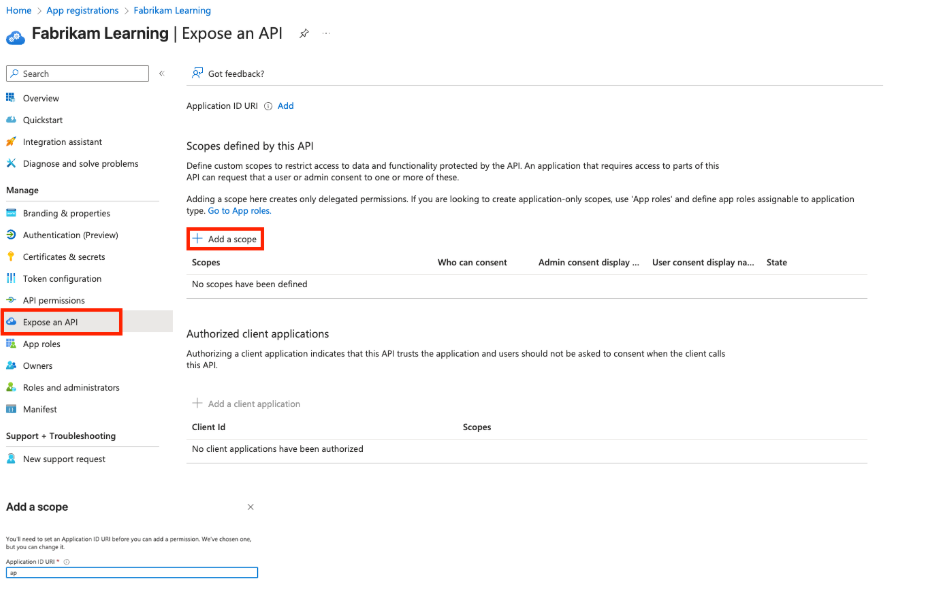 Home > App registrations > Fabrikam Learning
Fabrikam Learning | Expose an API
Search
Got feedback?
Overview
Quickstart
Integration assistant
Diagnose and solve problems
Manage
Branding & properties
Authentication (Preview)
Certificates & secrets
Token configuration
API permissions
Expose an API
App roles
Owners
Roles and administrators
Manifest
Support + Troubleshooting
New support request
Application ID URI Add
Scopes defined by this API
Define custom scopes to restrict access to data and functionality protected by the API. An application that requires access to parts of this
API can request that a user or admin consent to one or more of these.
Adding a scope here creates only delegated permissions. If you are looking to create application-only scopes, use 'App roles' and define app roles assignable to application
type. Go to App roles.
Add a scope
Scopes Who can consent Admin consent display ... User consent display na... State
No scopes have been defined
Authorized client applications
Authorizing a client application indicates that this API trusts the application and users should not be asked to consent when the client calls
this API.
Add a client application
Client Id Scopes
No client applications have been authorized
Add a scope
You'll need to set an Application ID URI before you can add a permission. We've chosen one,
but you can change it.
Application ID URI *
ap